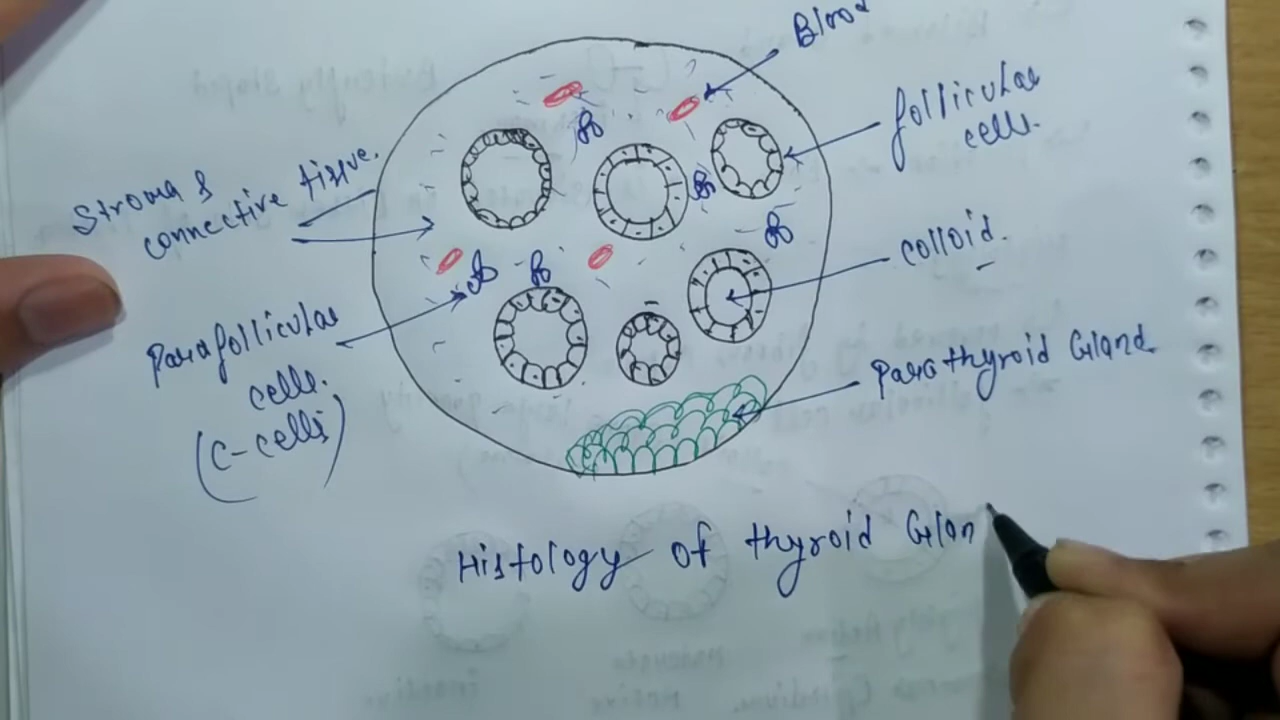 Blood
follicular
cells.
Stroma &
connective tissue.
colloid.
Parafollicular
cells.
(C-cells)
Parathyroid Gland.
Histology of thyroid Glan